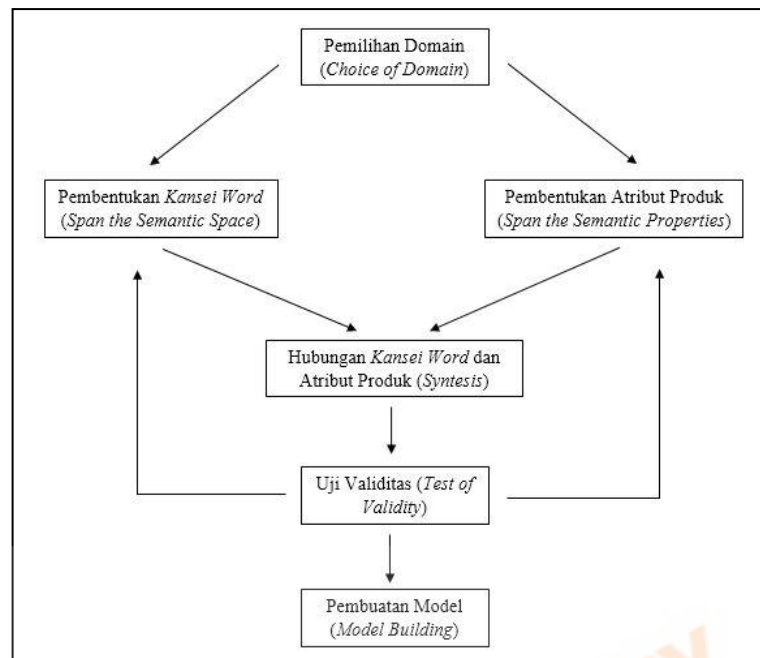 Pemilihan Domain
(Choice of Domain)
Pembentukan Kansei Word
(Span the Semantic Space)
Pembentukan Atribut Produk
(Span the Semantic Properties)
Hubungan Kansei Word dan
Atribut Produk (Syntesis)
Uji Validitas (Test of
Validity)
Pembuatan Model
(Model Building)